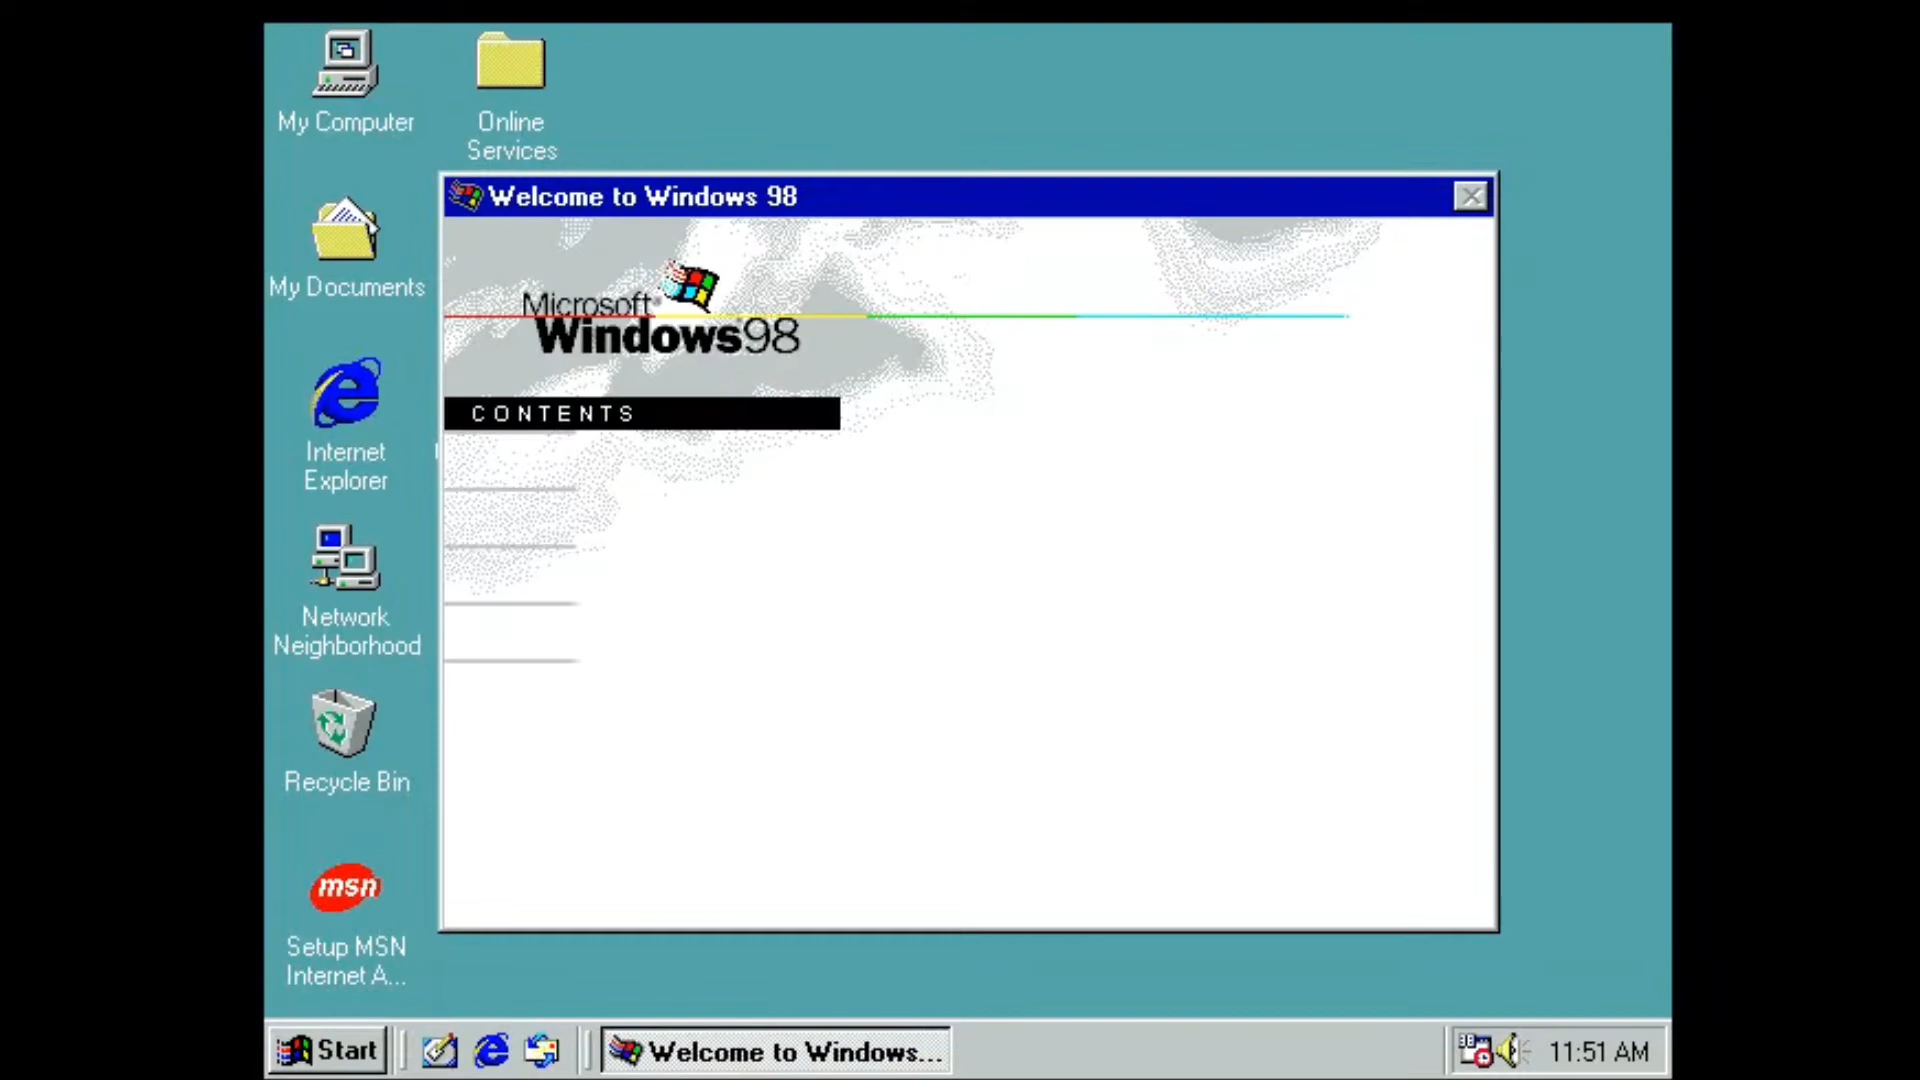 My Computer
Online
Services
Welcome to Windows 98
My Documents
Microsoft
Windows98
CONTENTS
Internet
Explorer
Network
Neighborhood
Recycle Bin
msn
Setup MSN
Internet A...
Start
Welcome to Windows...
11:51 AM